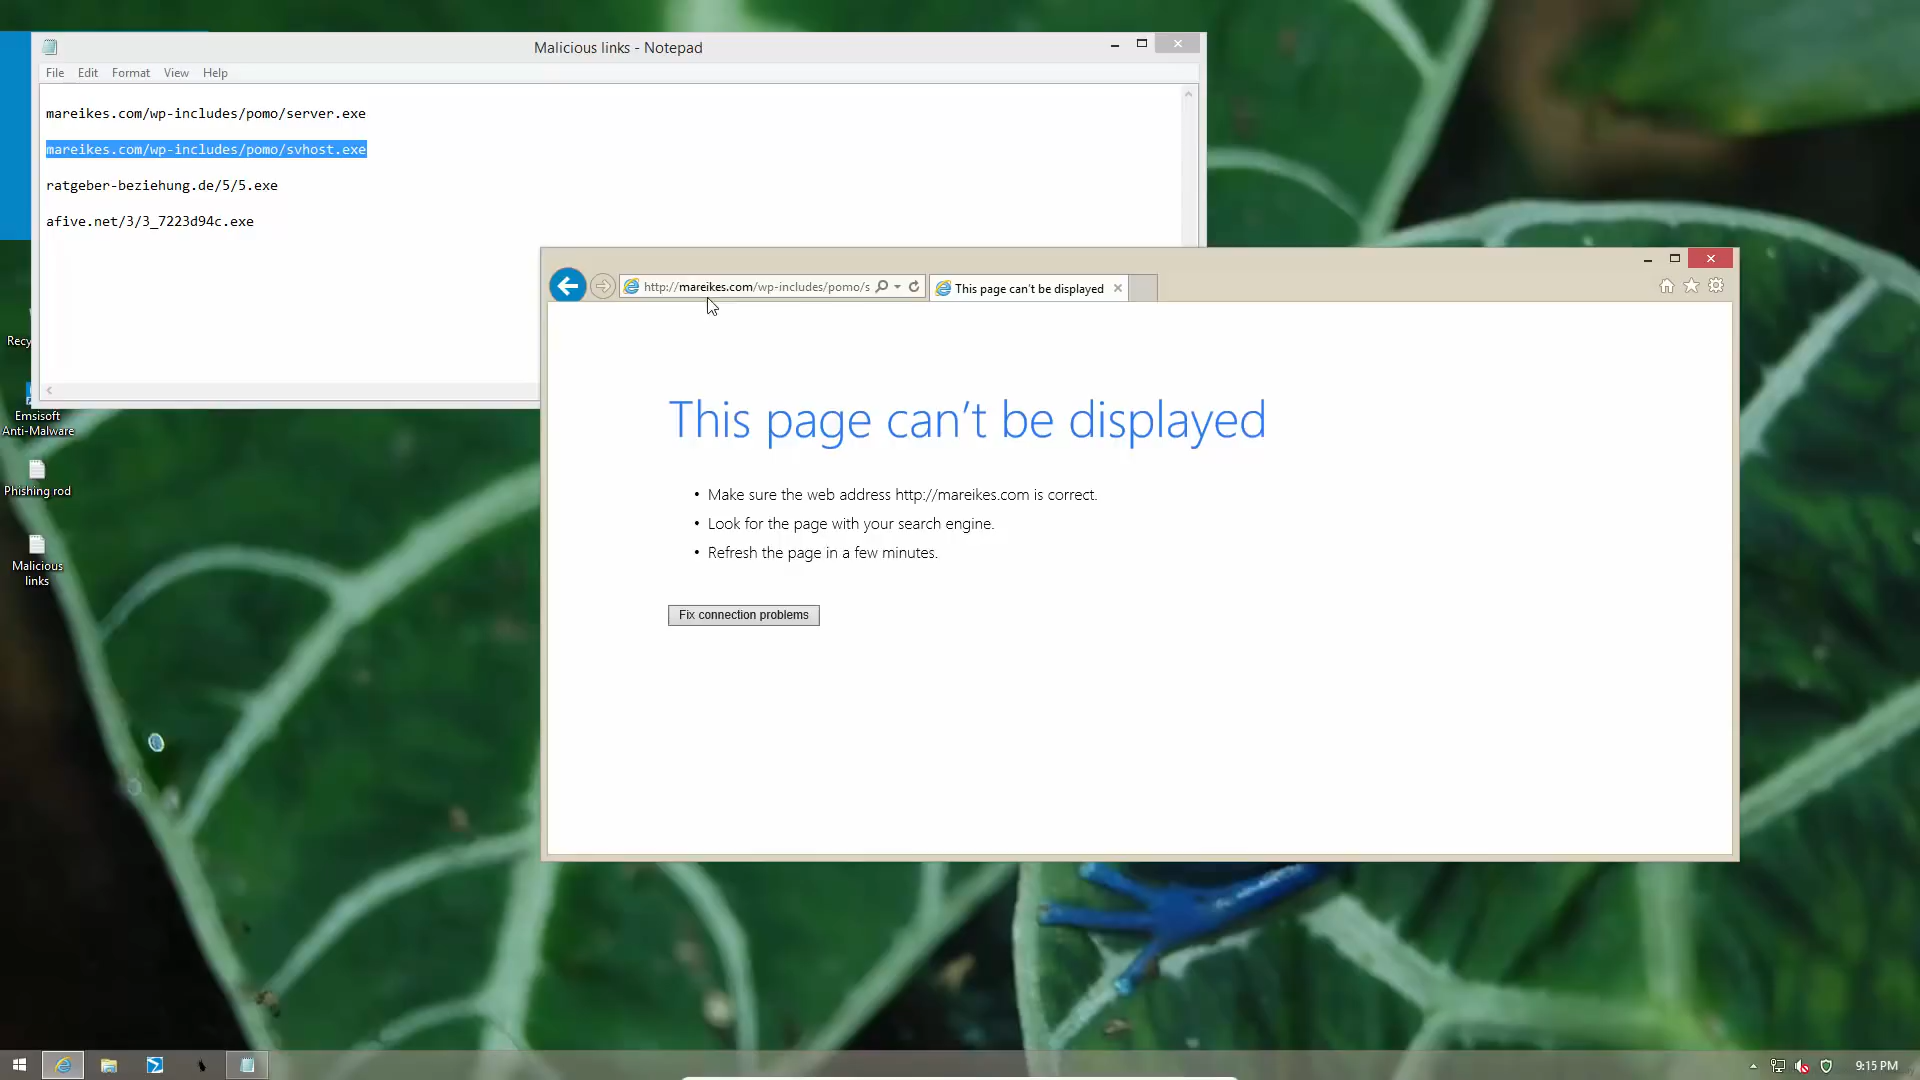 Malicious links - Notepad
File Edit Format View Help
mareikes.com/wp-includes/pomo/server.exe
mareikes.com/wp-includes/pomo/svhost.exe
ratgeber-beziehung.de/5/5.exe
afive.net/3/3_7223d94c.exe
http://mareikes.com/wp-includes/pomo/s
This page can't be displayed
This page can't be displayed
• Make sure the web address http://mareikes.com is correct.
• Look for the page with your search engine.
• Refresh the page in a few minutes.
Fix connection problems
Recy
Emsisoft
Anti-Malware
Phishing rod
Malicious
links
9:15 PM